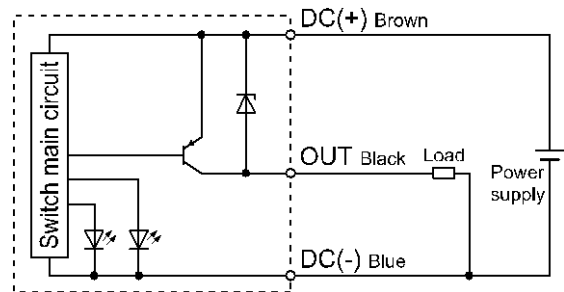 DC(+) Brown
Switch main circuit
OUT Black
Load
Power
supply
DC(-) Blue